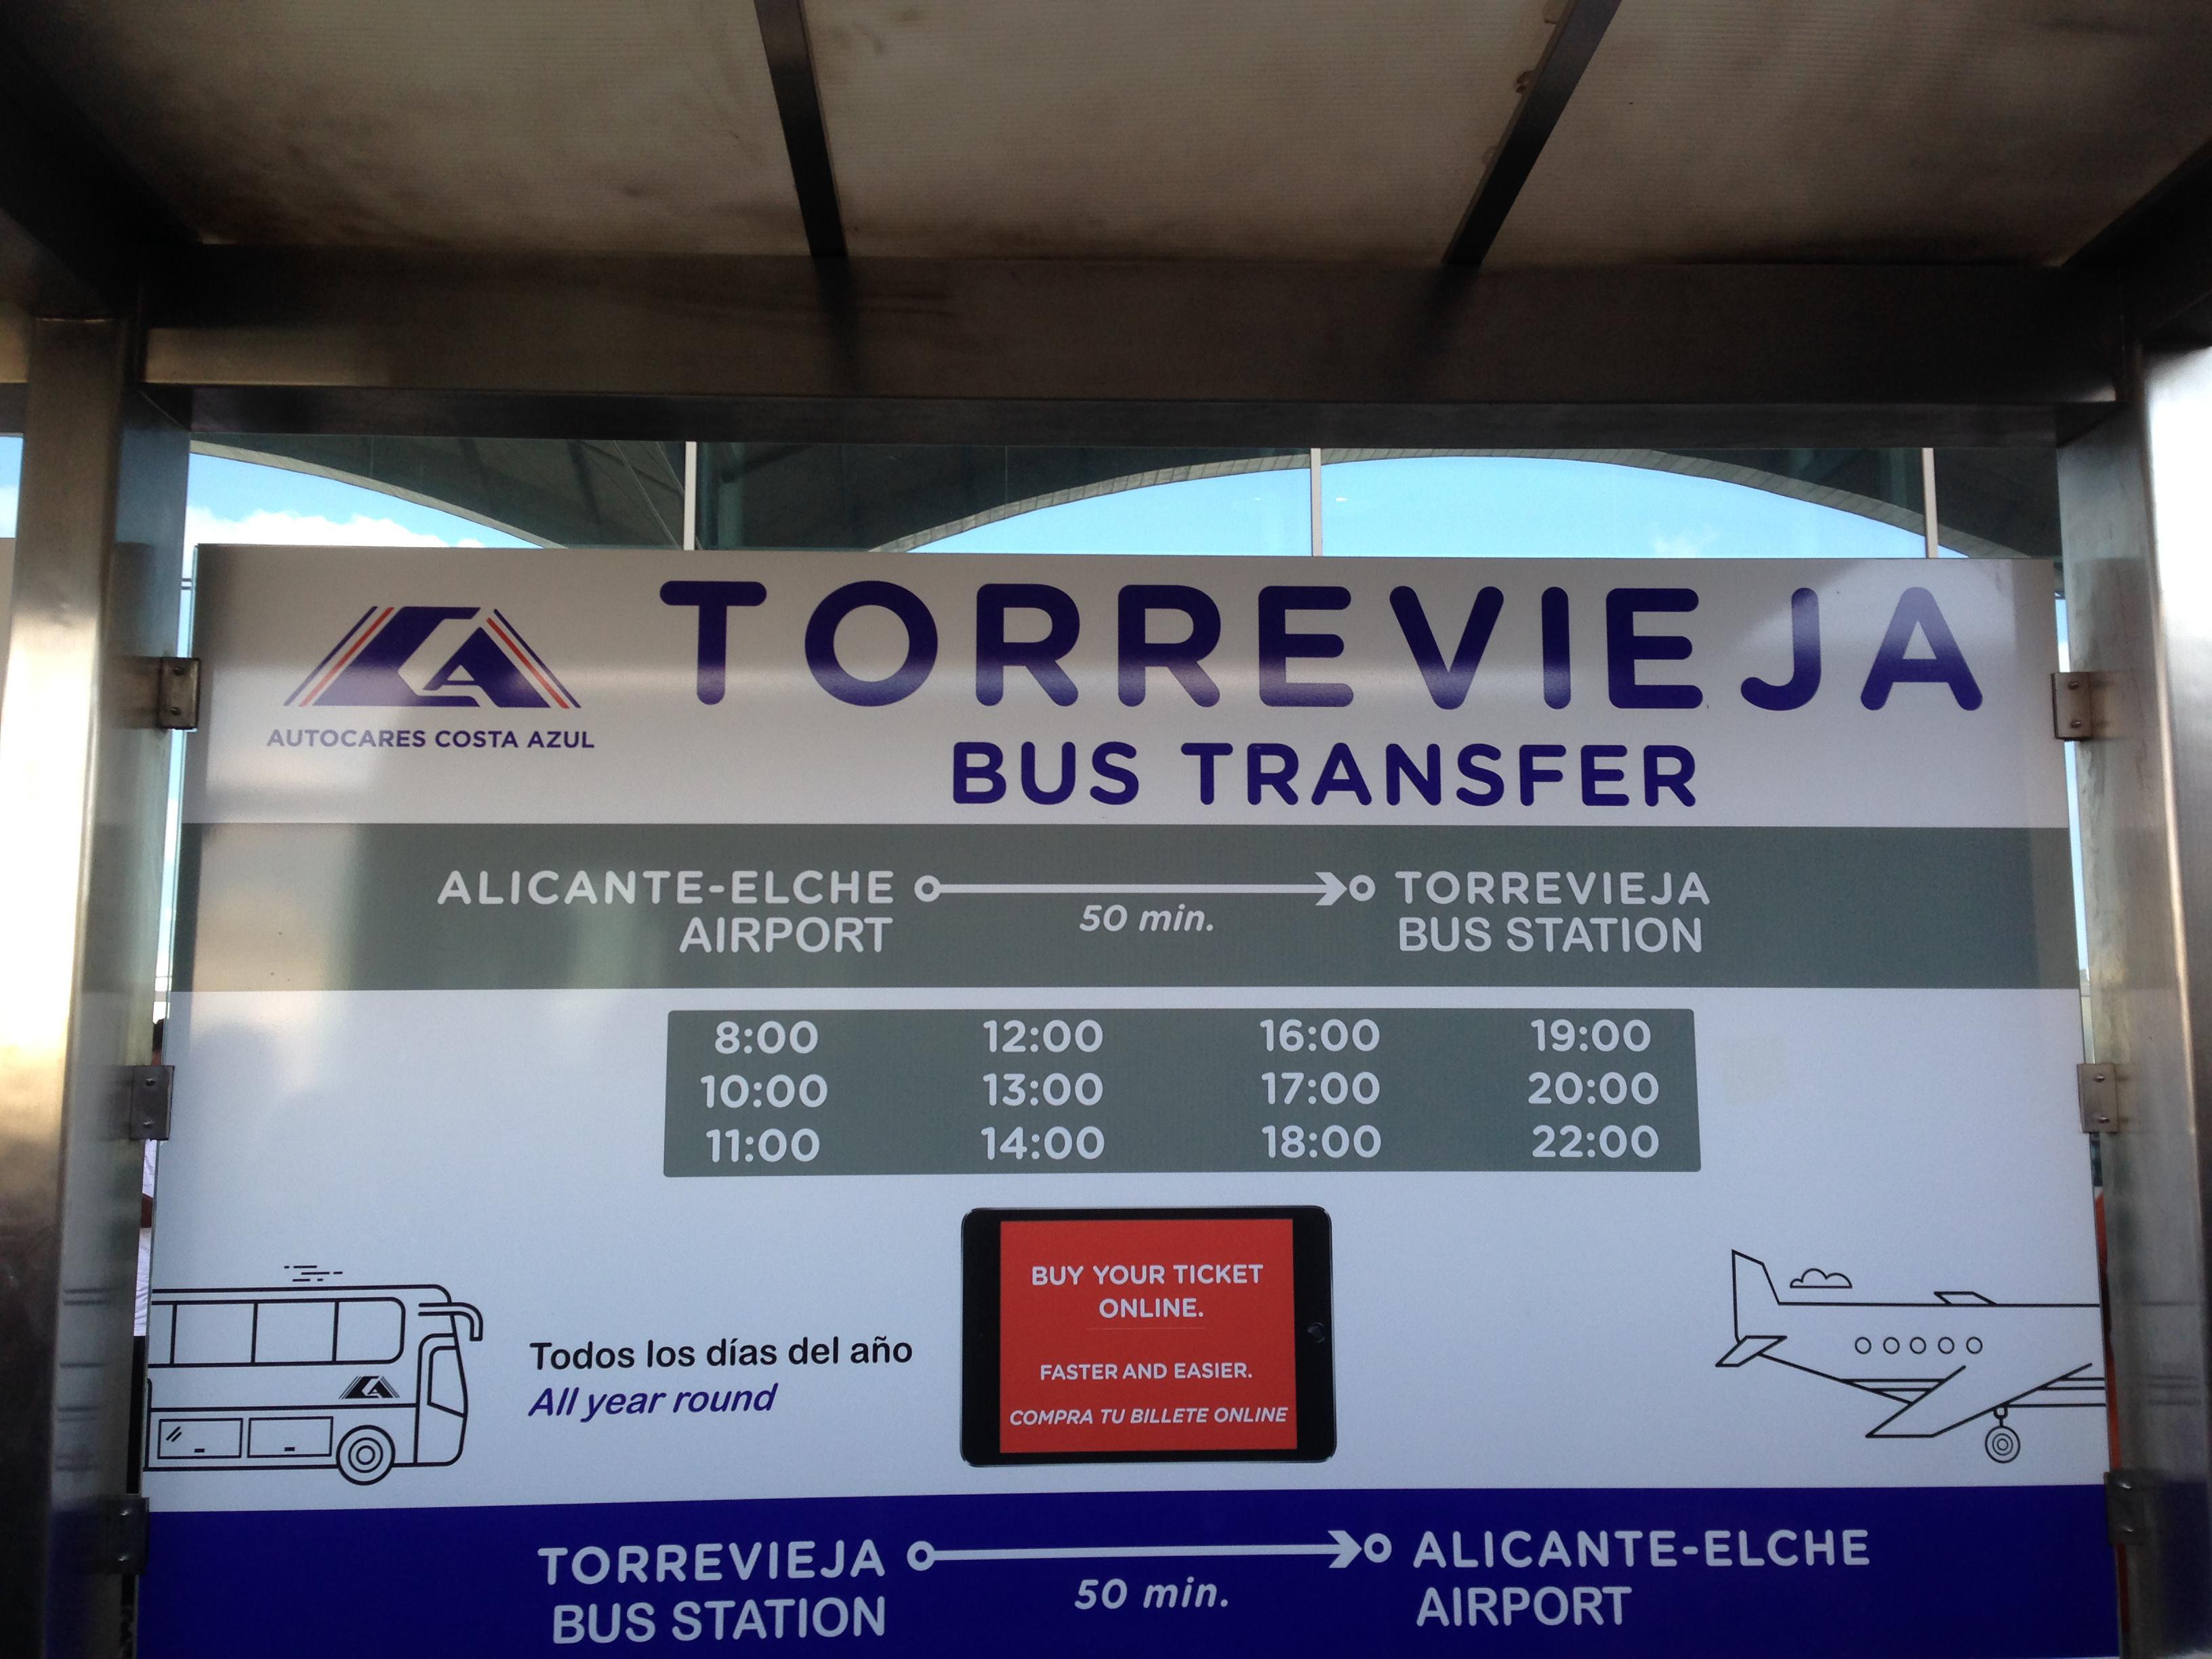 TORREVIEJA
BUS TRANSFER
AUTOCARES COSTA AZUL
ALICANTE-ELCHE AIRPORT
50 min.
TORREVIEJA BUS STATION
8:00 12:00 16:00 19:00
10:00 13:00 17:00 20:00
11:00 14:00 18:00 22:00
BUY YOUR TICKET
ONLINE.
FASTER AND EASIER.
COMPRA TU BILLETE ONLINE
Todos los días del año
All year round
TORREVIEJA BUS STATION
50 min.
ALICANTE-ELCHE AIRPORT